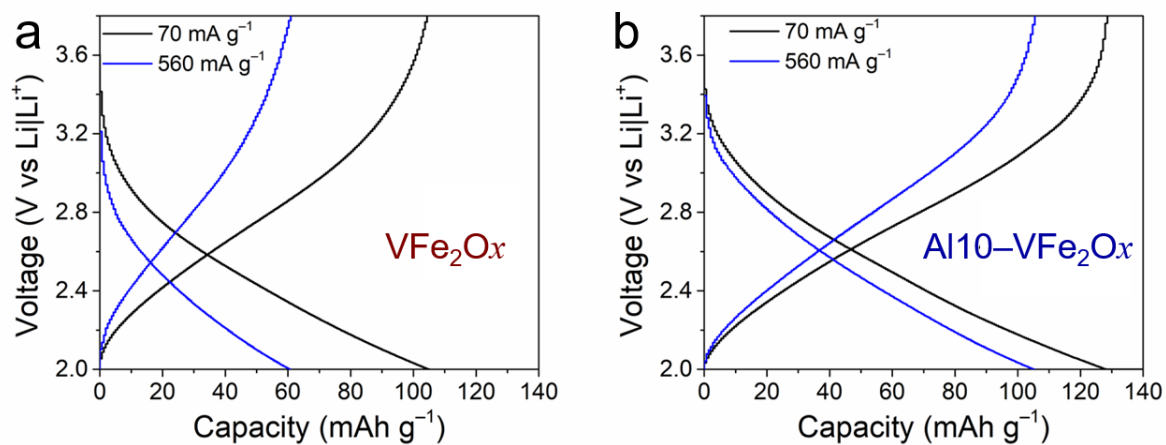 a
70 mA g⁻¹
560 mA g⁻¹
3.6
3.2
2.8
2.4
2.0
Voltage (V vs Li|Li⁺)
VFe₂Ox
0 20 40 60 80 100 120 140
Capacity (mAh g⁻¹)
b
70 mA g⁻¹
560 mA g⁻¹
3.6
3.2
2.8
2.4
2.0
Voltage (V vs Li|Li⁺)
Al10–VFe₂Ox
0 20 40 60 80 100 120 140
Capacity (mAh g⁻¹)